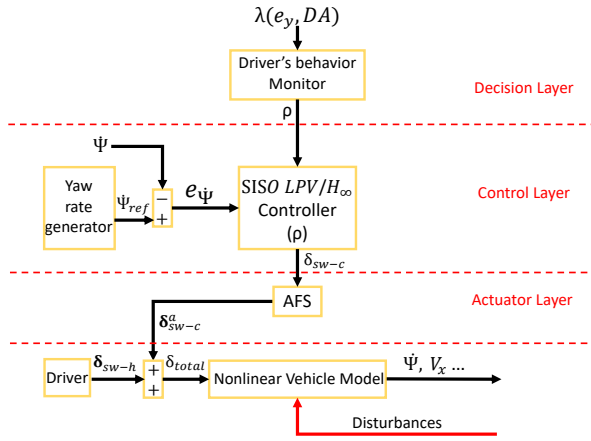 λ(e_y, DA)
Driver's behavior
Monitor
Decision Layer
ρ
Ψ̇
Yaw
rate
generator
Ψ̇_ref
−
+
e_Ψ̇
SISO LPV/H_∞
Controller
(ρ)
Control Layer
δ_sw−c
AFS
Actuator Layer
δ^a_sw−c
Driver
δ_sw−h
+
+
δ_total
Nonlinear Vehicle Model
Ψ̇, V_x ...
Disturbances